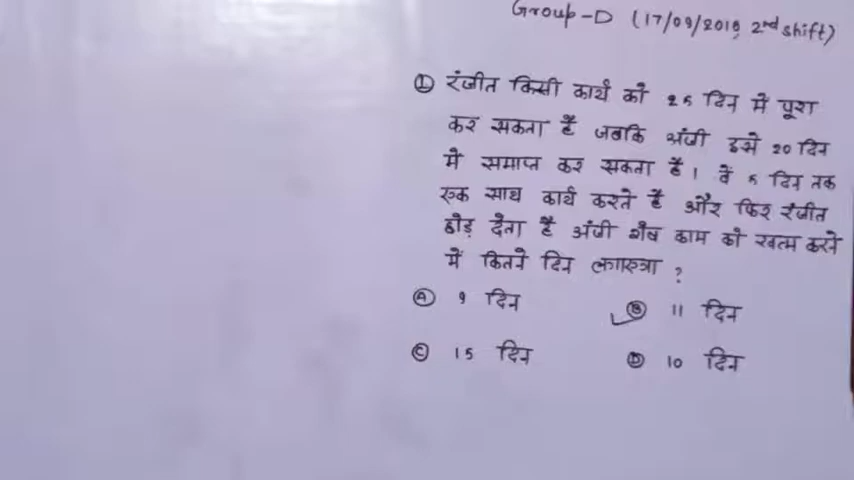 Group-D (17/09/2018, 2nd shift)
① रंजीत किसी कार्य को 25 दिन में पूरा
कर सकता है जबकि अंजी इसे 20 दिन
में समाप्त कर सकता है। वे 5 दिन तक
एक साथ कार्य करते है और फिर रंजीत
छोड़ देता है अंजी शेष काम को खत्म करने
में कितने दिन लगाएगा ?
Ⓐ 9 दिन
Ⓑ 11 दिन
Ⓒ 15 दिन
Ⓓ 10 दिन